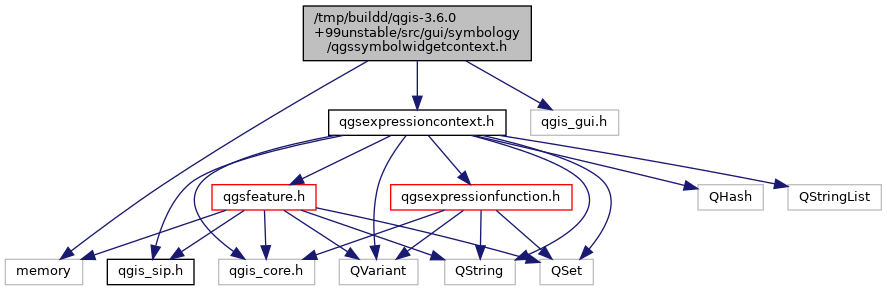 /tmp/buildd/qgis-3.6.0
+99unstable/src/gui/symbology
/qgssymbolwidgetcontext.h
qgsexpressioncontext.h
qgis_gui.h
qgsfeature.h
qgsexpressionfunction.h
QHash
QStringList
memory
qgis_sip.h
qgis_core.h
QVariant
QString
QSet